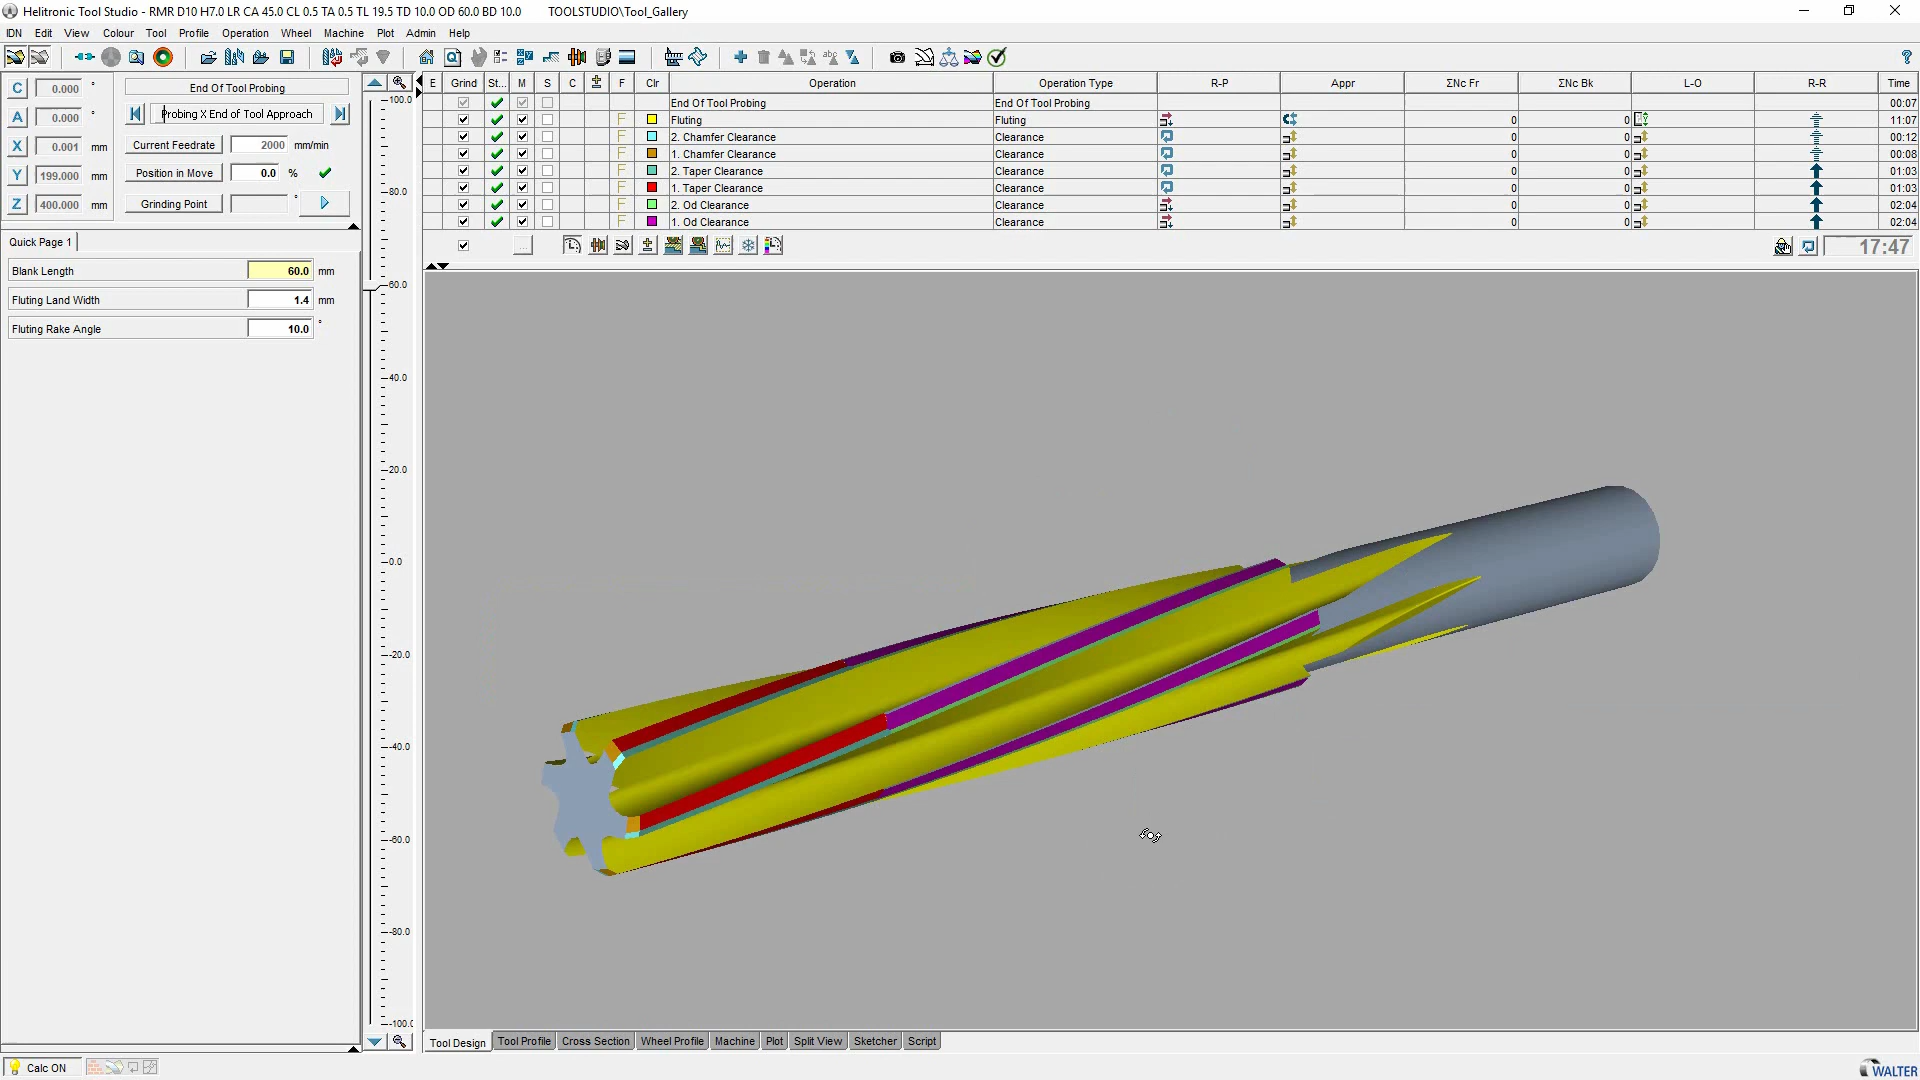 Helitronic Tool Studio - RMR D10 H7.0 LR CA 45.0 CL 0.5 TA 0.5 TL 19.5 TD 10.0 OD 60.0 BD 10.0 TOOLSTUDIO\Tool_Gallery
IDN Edit View Colour Tool Profile Operation Wheel Machine Plot Admin Help
C 0.000 °
A 0.000 °
X 0.001 mm
Y 199.000 mm
Z 400.000 mm
End Of Tool Probing
Probing X End of Tool Approach
Current Feedrate 2000 mm/min
Position in Move 0.0 %
Grinding Point °
Quick Page 1
Blank Length 60.0 mm
Fluting Land Width 1.4 mm
Fluting Rake Angle 10.0 °
100.0
80.0
60.0
40.0
20.0
0.0
-20.0
-40.0
-60.0
-80.0
-100.0
E Grind St... M S C ± F Clr Operation Operation Type R-P Appr ΣNc Fr ΣNc Bk L-O R-R Time
End Of Tool Probing End Of Tool Probing 00:07
F Fluting Fluting 0 0 11:07
F 2. Chamfer Clearance Clearance 0 0 00:12
F 1. Chamfer Clearance Clearance 0 0 00:08
F 2. Taper Clearance Clearance 0 0 01:03
F 1. Taper Clearance Clearance 0 0 01:03
F 2. Od Clearance Clearance 0 0 02:04
F 1. Od Clearance Clearance 0 0 02:04
... 17:47
Tool Design Tool Profile Cross Section Wheel Profile Machine Plot Split View Sketcher Script
Calc ON
WALTER